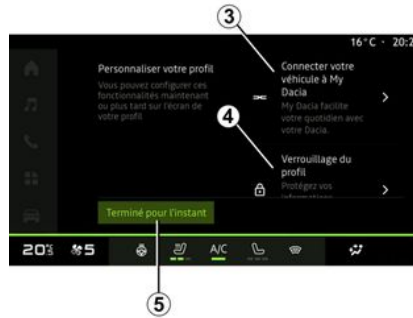 3
16°C · 20:2
Personnaliser votre profil
Vous pouvez configurer ces
fonctionnalités maintenant
ou plus tard sur l'écran de
votre profil
Connecter votre
véhicule à My
Dacia
My Dacia facilite
votre quotidien avec
votre Dacia.
4
Verrouillage du
profil
Protégez vos
informations
Terminé pour l'instant
20.5
5
A/C
5